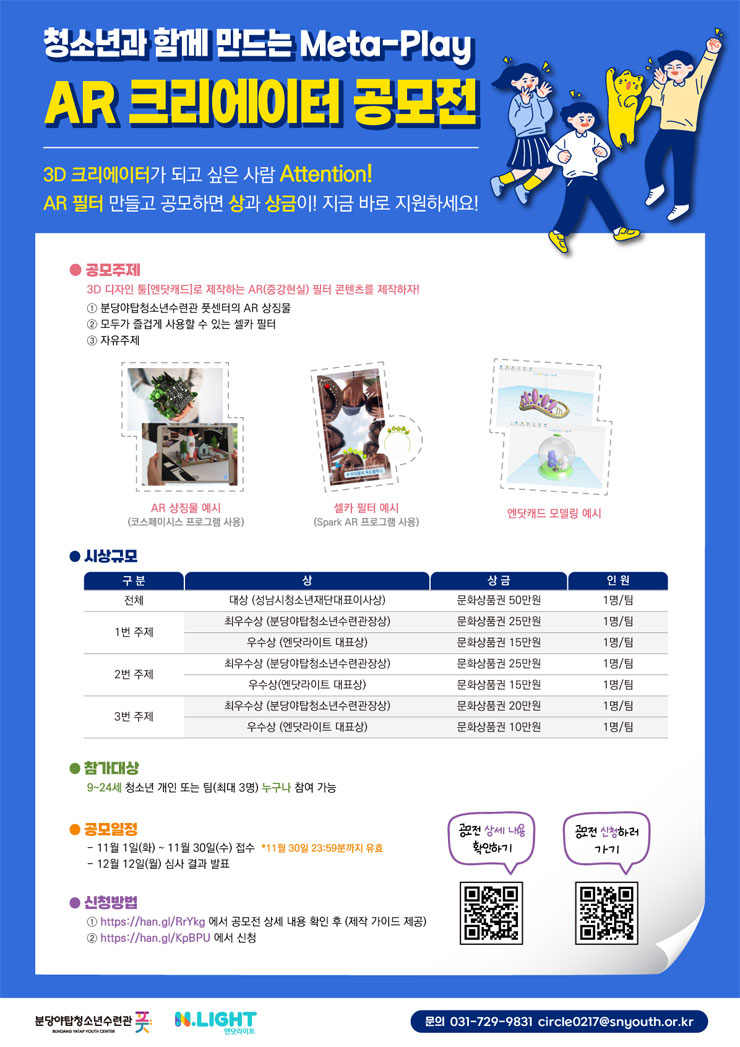 청소년과 함께 만드는 Meta-Play
AR 크리에이터 공모전
3D 크리에이터가 되고 싶은 사람 Attention!
AR 필터 만들고 공모하면 상과 상금이! 지금 바로 지원하세요!
● 공모주제
3D 디자인 툴[엔닷캐드]로 제작하는 AR(증강현실) 필터 콘텐츠를 제작하자!
① 분당야탑청소년수련관 풋센터의 AR 상징물
② 모두가 즐겁게 사용할 수 있는 셀카 필터
③ 자유주제
AR 상징물 예시
(코스페이시스 프로그램 사용)
셀카 필터 예시
(Spark AR 프로그램 사용)
엔닷캐드 모델링 예시
● 시상규모
구 분 상 상 금 인 원
전체 대상 (성남시청소년재단대표이사상) 문화상품권 50만원 1명/팀
1번 주제 최우수상 (분당야탑청소년수련관장상) 문화상품권 25만원 1명/팀
우수상 (엔닷라이트 대표상) 문화상품권 15만원 1명/팀
2번 주제 최우수상 (분당야탑청소년수련관장상) 문화상품권 25만원 1명/팀
우수상(엔닷라이트 대표상) 문화상품권 15만원 1명/팀
3번 주제 최우수상 (분당야탑청소년수련관장상) 문화상품권 20만원 1명/팀
우수상 (엔닷라이트 대표상) 문화상품권 10만원 1명/팀
● 참가대상
9~24세 청소년 개인 또는 팀(최대 3명) 누구나 참여 가능
● 공모일정
- 11월 1일(화) ~ 11월 30일(수) 접수 *11월 30일 23:59분까지 유효
- 12월 12일(월) 심사 결과 발표
공모전 상세 내용
확인하기
공모전 신청하러
가기
● 신청방법
① https://han.gl/RrYkg 에서 공모전 상세 내용 확인 후 (제작 가이드 제공)
② https://han.gl/KpBPU 에서 신청
분당야탑청소년수련관 풋
BUNDANG YATAP YOUTH CENTER
N.LIGHT
엔닷라이트
문의 031-729-9831 circle0217@snyouth.or.kr